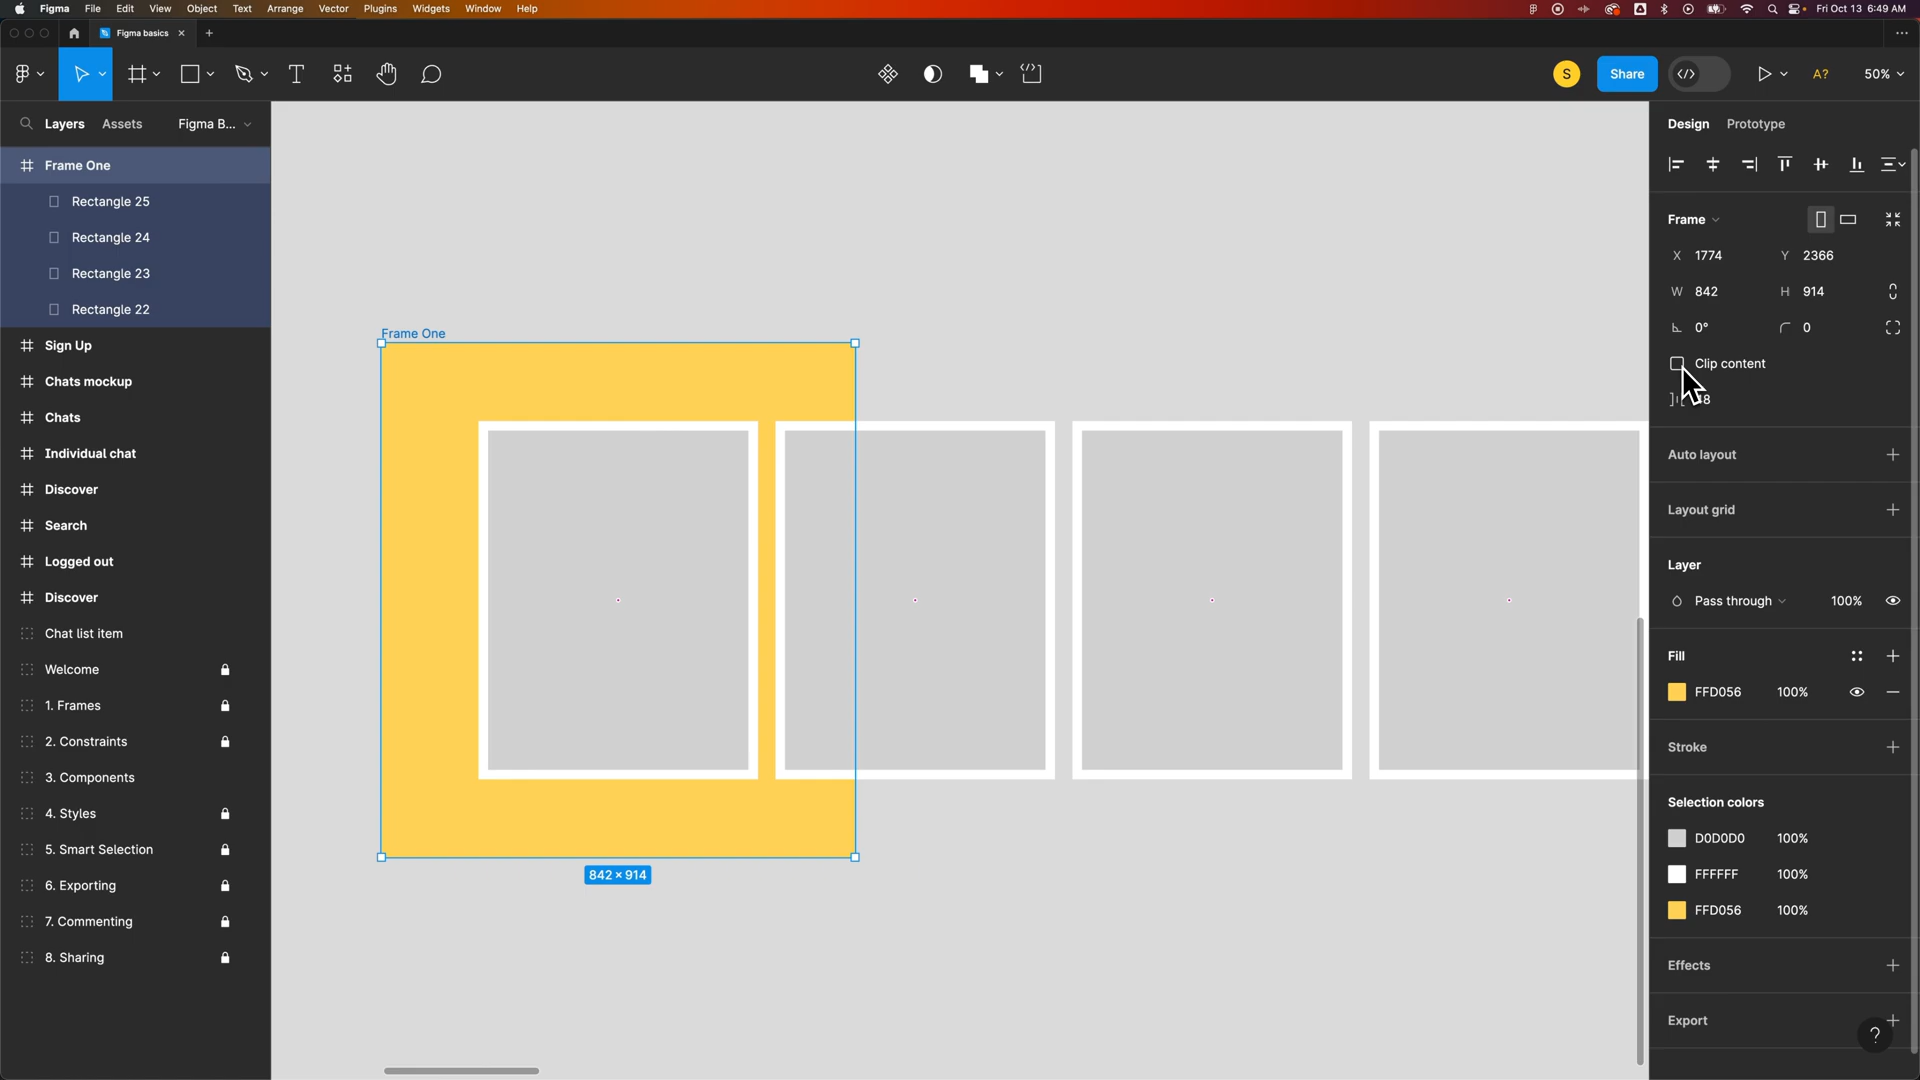 Figma File Edit View Object Text Arrange Vector Plugins Widgets Window Help Fri Oct 13 6:49 AM
Figma basics
S Share A? 50%
Layers Assets Figma B...
Frame One
Rectangle 25
Rectangle 24
Rectangle 23
Rectangle 22
Sign Up
Chats mockup
Chats
Individual chat
Discover
Search
Logged out
Discover
Chat list item
Welcome
1. Frames
2. Constraints
3. Components
4. Styles
5. Smart Selection
6. Exporting
7. Commenting
8. Sharing
Frame One
842 × 914
Design Prototype
Frame
X 1774 Y 2366
W 842 H 914
0° 0
Clip content
Auto layout
Layout grid
Layer
Pass through 100%
Fill
FFD056 100%
Stroke
Selection colors
D0D0D0 100%
FFFFFF 100%
FFD056 100%
Effects
Export
?